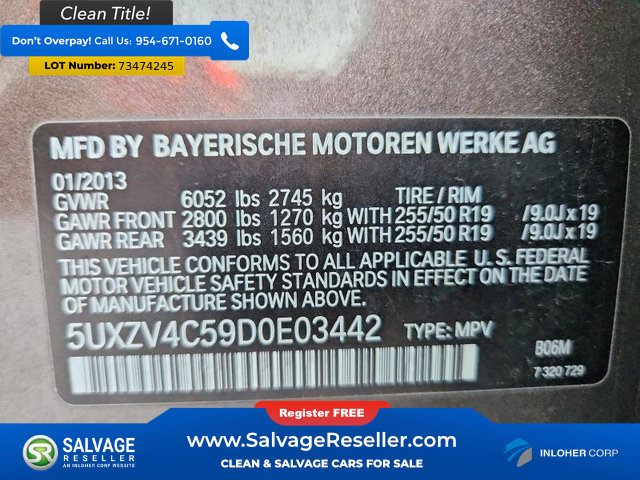 Clean Title!
Don't Overpay! Call Us: 954-671-0160
LOT Number: 73474245
MFD BY BAYERISCHE MOTOREN WERKE AG
01/2013
GVWR 6052 lbs 2745 kg TIRE / RIM
GAWR FRONT 2800 lbs 1270 kg WITH 255/50 R19 /9.0J x 19
GAWR REAR 3439 lbs 1560 kg WITH 255/50 R19 /9.0J x 19
THIS VEHICLE CONFORMS TO ALL APPLICABLE U. S. FEDERAL
MOTOR VEHICLE SAFETY STANDARDS IN EFFECT ON THE DATE
OF MANUFACTURE SHOWN ABOVE.
5UXZV4C59D0E03442 TYPE: MPV
B06M
7 320 729
Register FREE
SR
SALVAGE
RESELLER
AN INLOHER CORP WEBSITE
www.SalvageReseller.com
CLEAN & SALVAGE CARS FOR SALE
INLOHER CORP